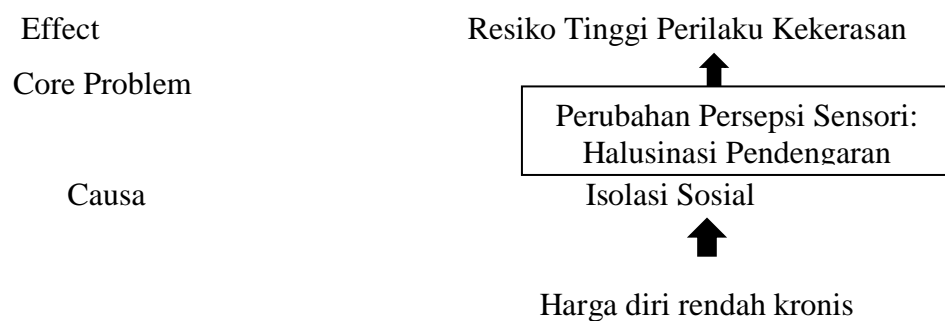 Effect Resiko Tinggi Perilaku Kekerasan
Core Problem
Perubahan Persepsi Sensori:
Halusinasi Pendengaran
Causa Isolasi Sosial
Harga diri rendah kronis